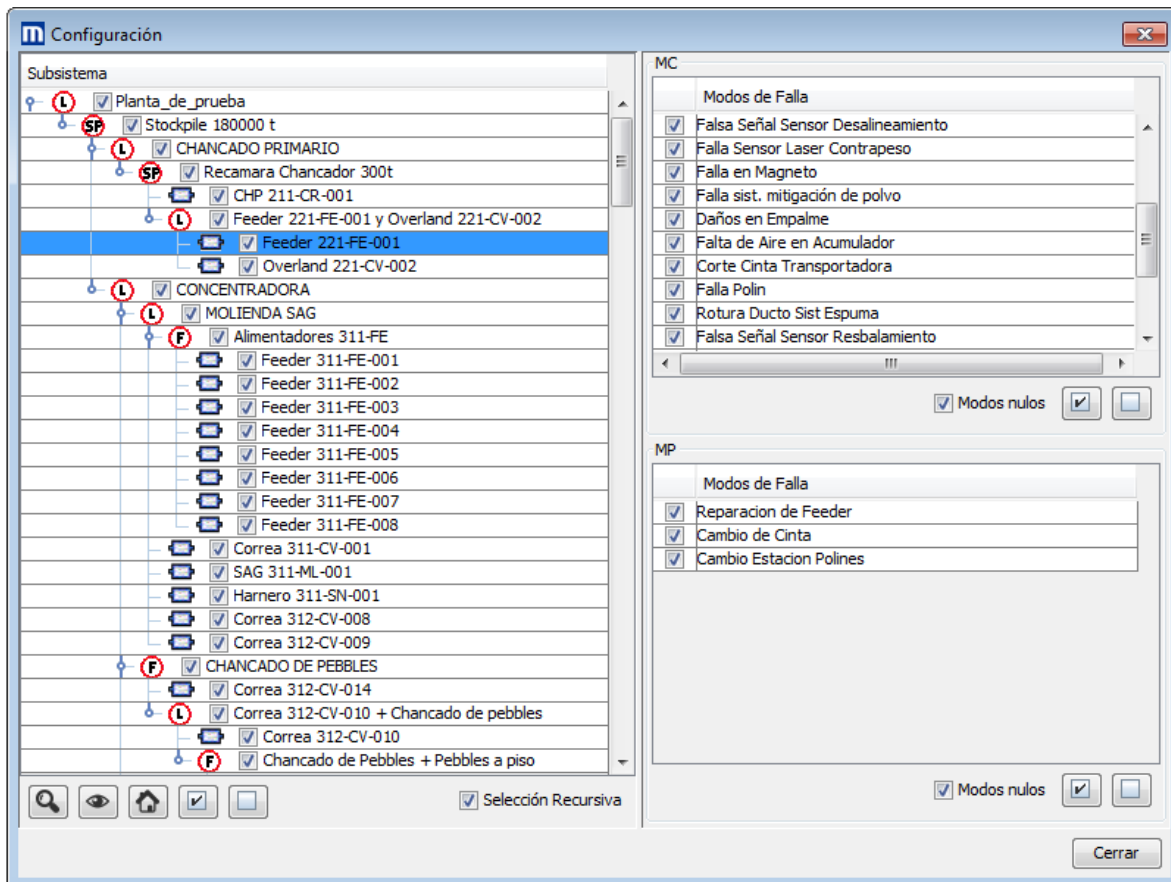 Configuración
Subsistema
L Planta_de_prueba
SP Stockpile 180000 t
L CHANCADO PRIMARIO
SP Recamara Chancador 300t
CHP 211-CR-001
L Feeder 221-FE-001 y Overland 221-CV-002
Feeder 221-FE-001
Overland 221-CV-002
L CONCENTRADORA
L MOLIENDA SAG
F Alimentadores 311-FE
Feeder 311-FE-001
Feeder 311-FE-002
Feeder 311-FE-003
Feeder 311-FE-004
Feeder 311-FE-005
Feeder 311-FE-006
Feeder 311-FE-007
Feeder 311-FE-008
Correa 311-CV-001
SAG 311-ML-001
Harnero 311-SN-001
Correa 312-CV-008
Correa 312-CV-009
F CHANCADO DE PEBBLES
Correa 312-CV-014
L Correa 312-CV-010 + Chancado de pebbles
Correa 312-CV-010
F Chancado de Pebbles + Pebbles a piso
Selección Recursiva
MC
Modos de Falla
Falsa Señal Sensor Desalineamiento
Falla Sensor Laser Contrapeso
Falla en Magneto
Falla sist. mitigación de polvo
Daños en Empalme
Falta de Aire en Acumulador
Corte Cinta Transportadora
Falla Polin
Rotura Ducto Sist Espuma
Falsa Señal Sensor Resbalamiento
Modos nulos
MP
Modos de Falla
Reparacion de Feeder
Cambio de Cinta
Cambio Estacion Polines
Modos nulos
Cerrar